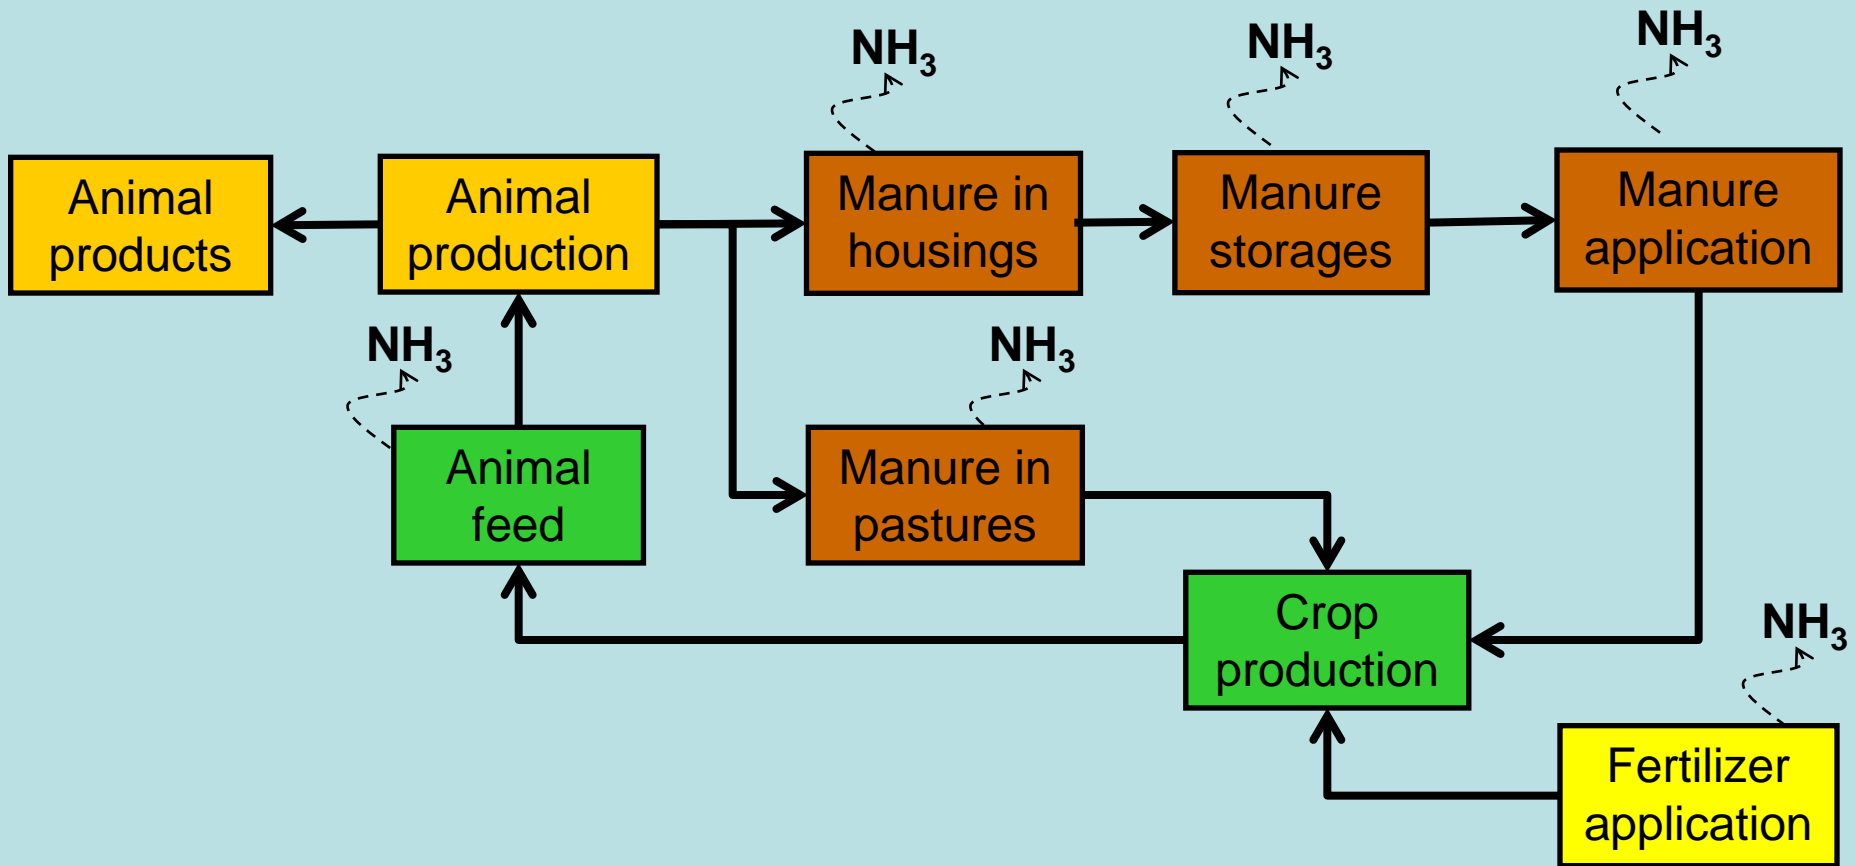 NH₃
NH₃
NH₃
Animal
products
Animal
production
Manure in
housings
Manure
storages
Manure
application
NH₃
NH₃
Animal
feed
Manure in
pastures
Crop
production
NH₃
Fertilizer
application